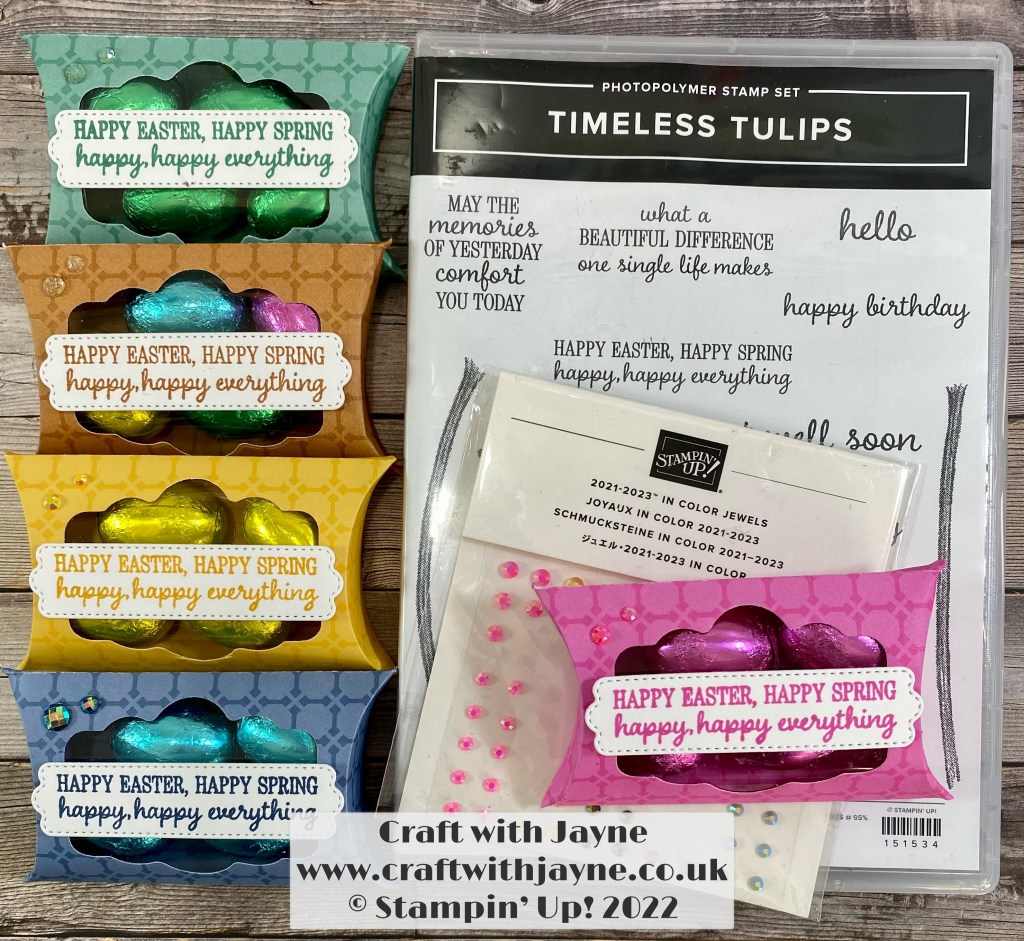 HAPPY EASTER, HAPPY SPRING
happy, happy everything
HAPPY EASTER, HAPPY SPRING
happy, happy everything
HAPPY EASTER, HAPPY SPRING
happy, happy everything
HAPPY EASTER, HAPPY SPRING
happy, happy everything
PHOTOPOLYMER STAMP SET
TIMELESS TULIPS
MAY THE
memories
OF YESTERDAY
comfort
YOU TODAY
what a
BEAUTIFUL DIFFERENCE
one single life makes
hello
happy birthday
HAPPY EASTER, HAPPY SPRING
happy, happy everything
well soon
STAMPIN' UP!
2021-2023™ IN COLOR JEWELS
JOYAUX IN COLOR 2021-2023
SCHMUCKSTEINE IN COLOR 2021–2023
ジュエル・2021-2023 IN COLOR
HAPPY EASTER, HAPPY SPRING
happy, happy everything
© STAMPIN' UP!
@ 95%
151534
Craft with Jayne
www.craftwithjayne.co.uk
© Stampin' Up! 2022